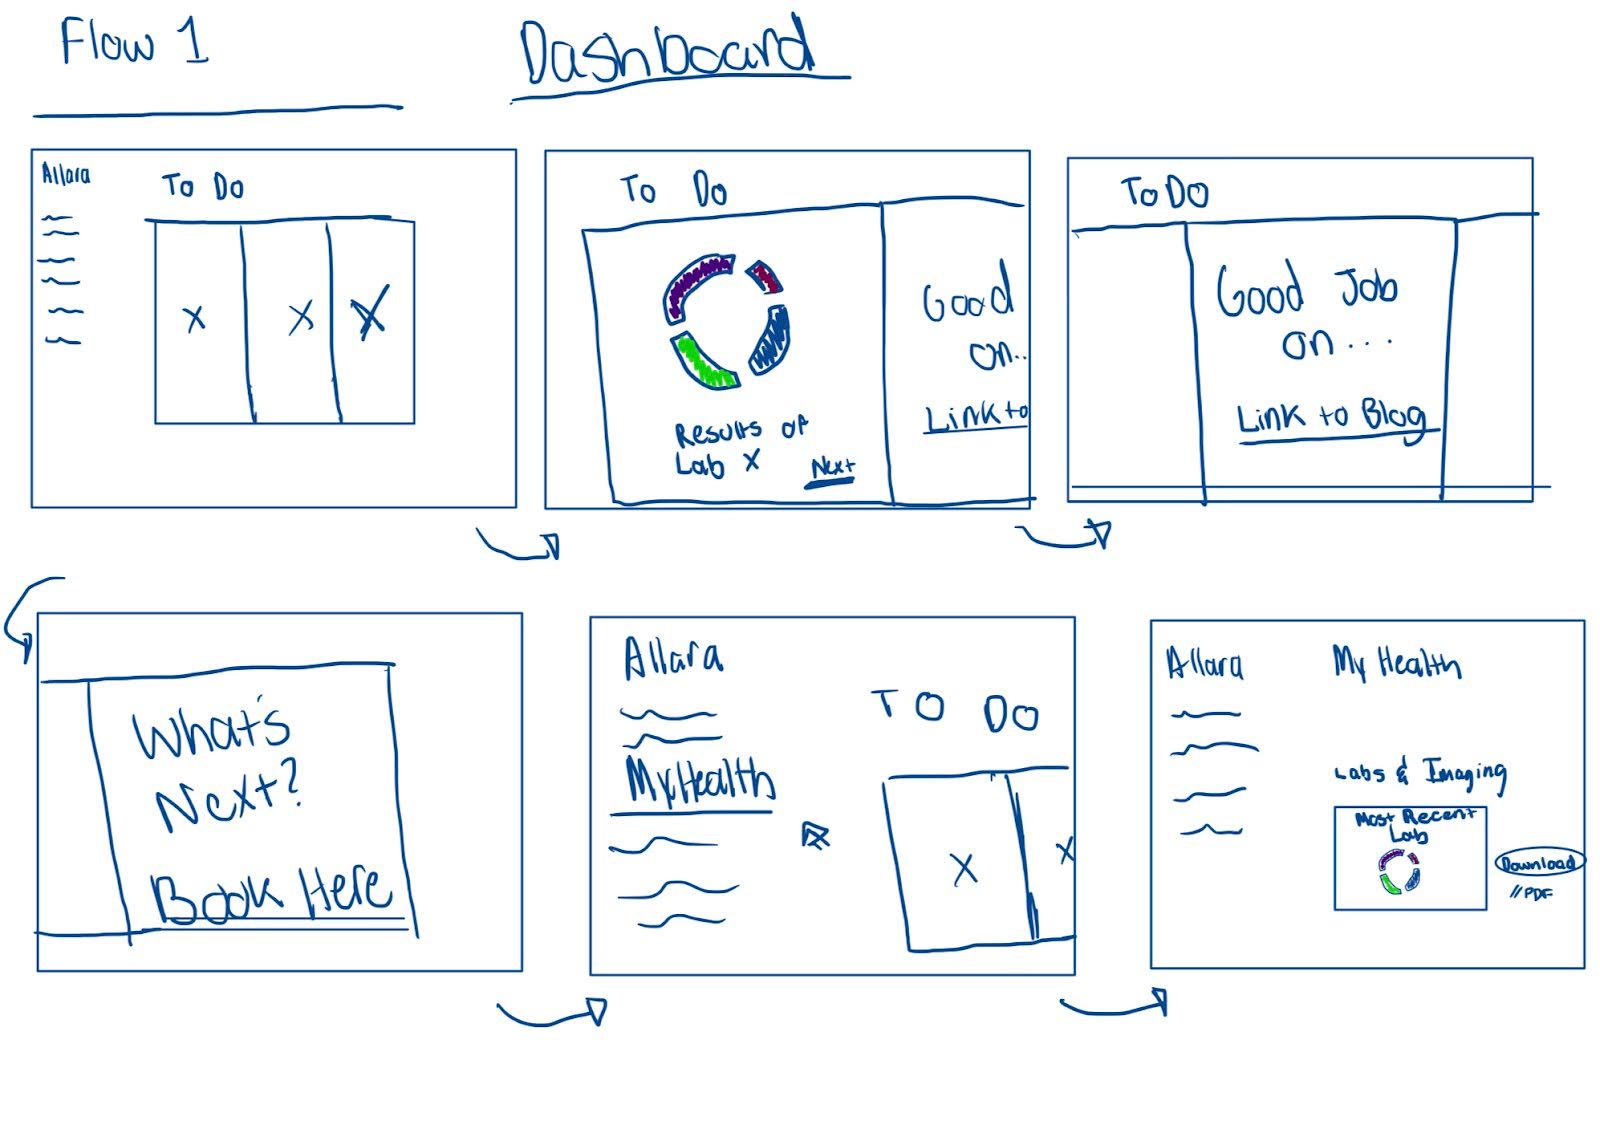 Flow 1
Dashboard
Allara
To Do
X
X
X
To Do
Results of
Lab X
Next
Good
on..
Link to
To DO
Good Job
on...
Link to Blog
What's
Next?
Book Here
Allara
My Health
TO DO
X
X
Allara
My Health
Labs & Imaging
Most Recent
Lab
Download
//PDF